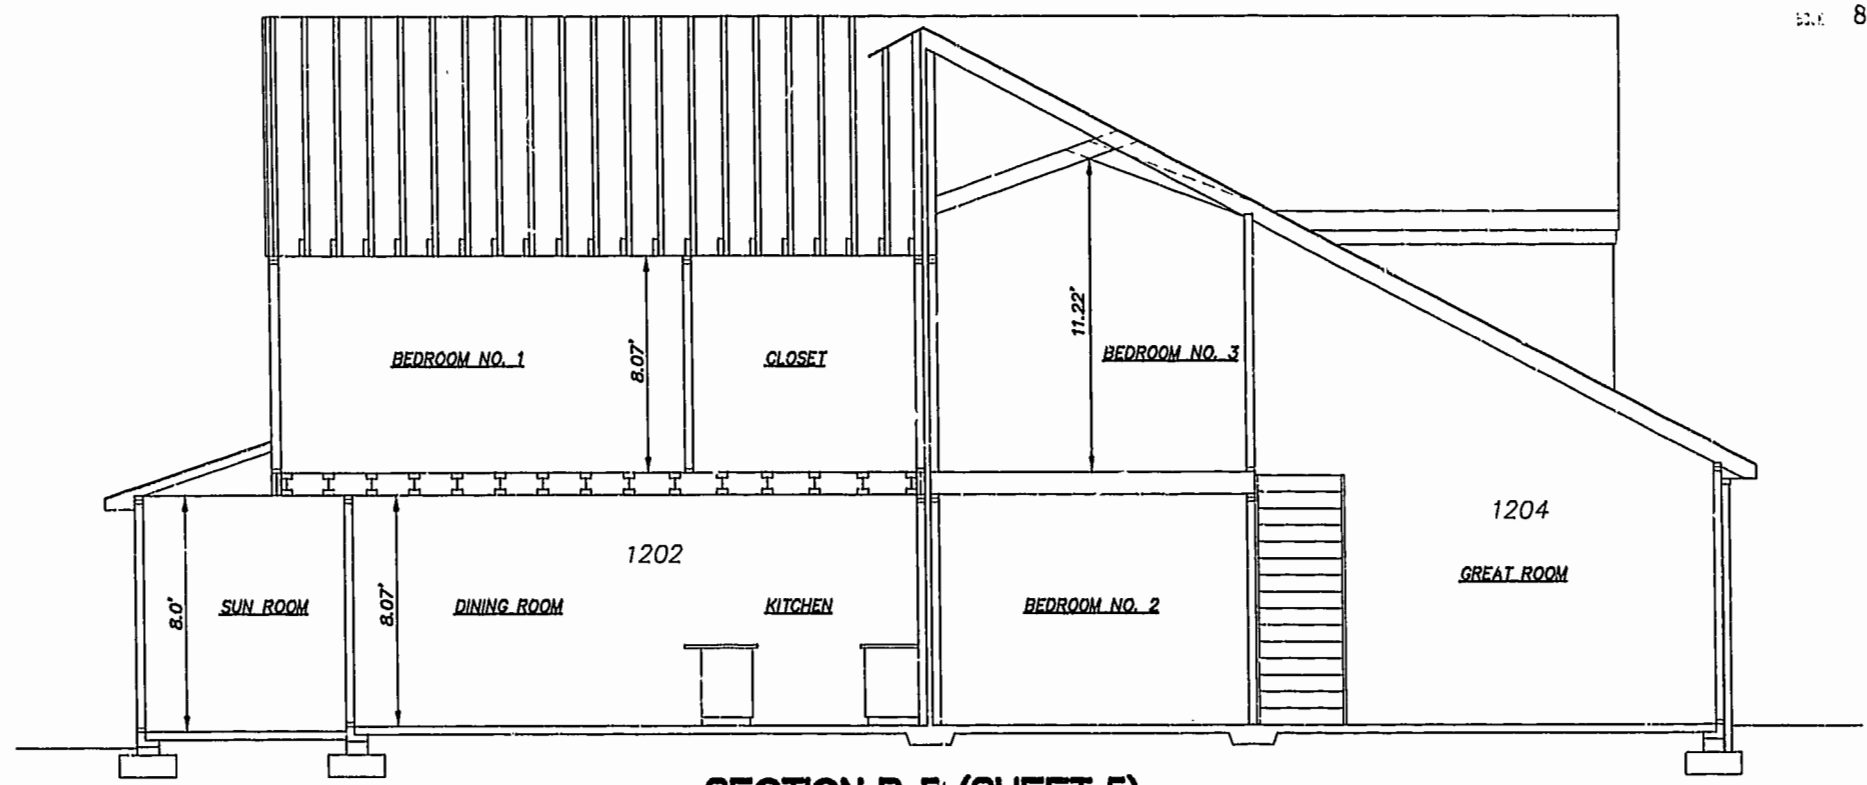 8
11.22'
8.07'
BEDROOM NO. 1
CLOSET
BEDROOM NO. 3
1204
1202
GREAT ROOM
8.0'
SUN ROOM
8.07'
DINING ROOM
KITCHEN
BEDROOM NO. 2